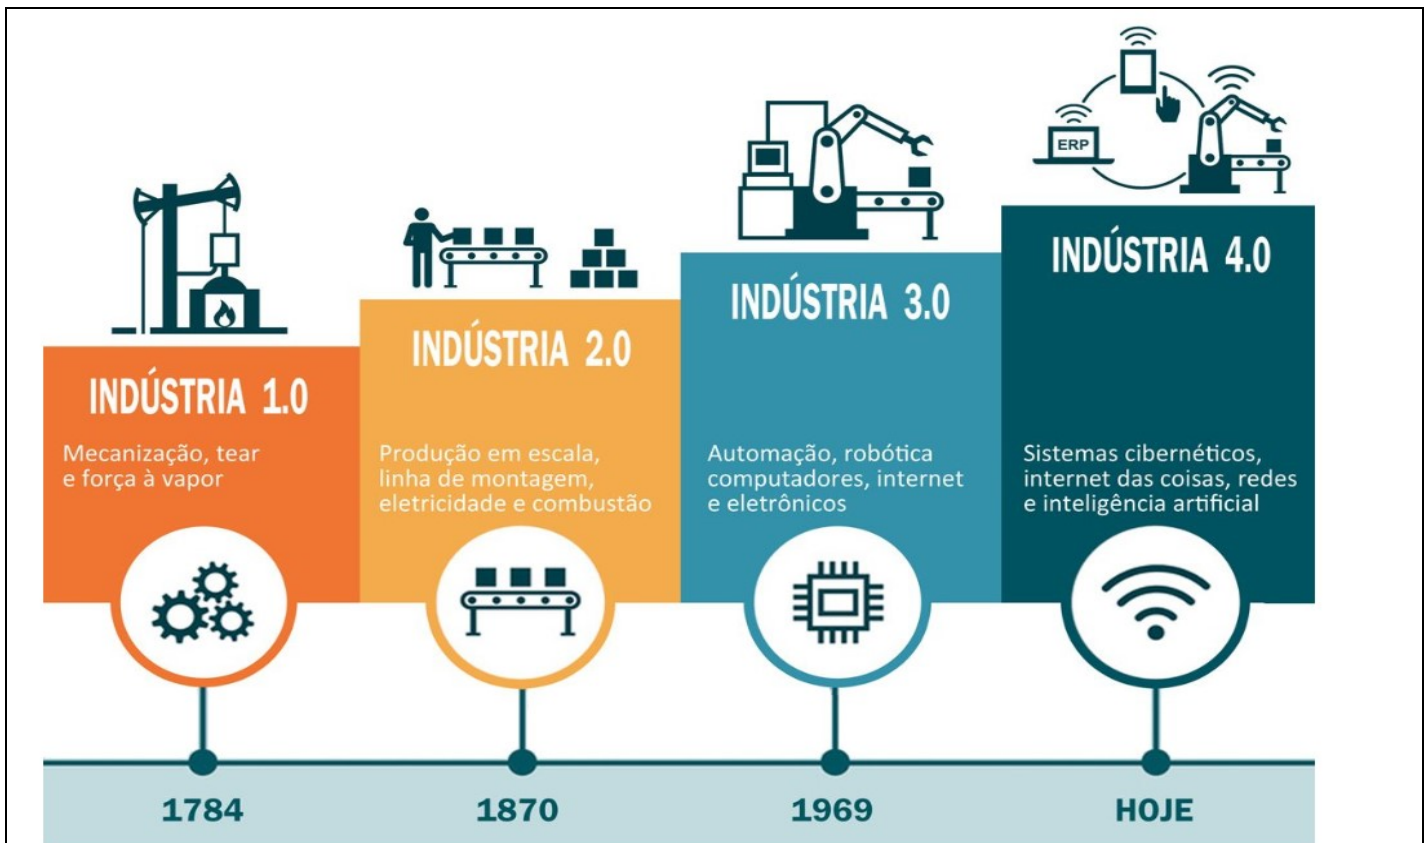 ERP
INDÚSTRIA 1.0
Mecanização, tear
e força à vapor
1784
INDÚSTRIA 2.0
Produção em escala,
linha de montagem,
eletricidade e combustão
1870
INDÚSTRIA 3.0
Automação, robótica
computadores, internet
e eletrônicos
1969
INDÚSTRIA 4.0
Sistemas cibernéticos,
internet das coisas, redes
e inteligência artificial
HOJE